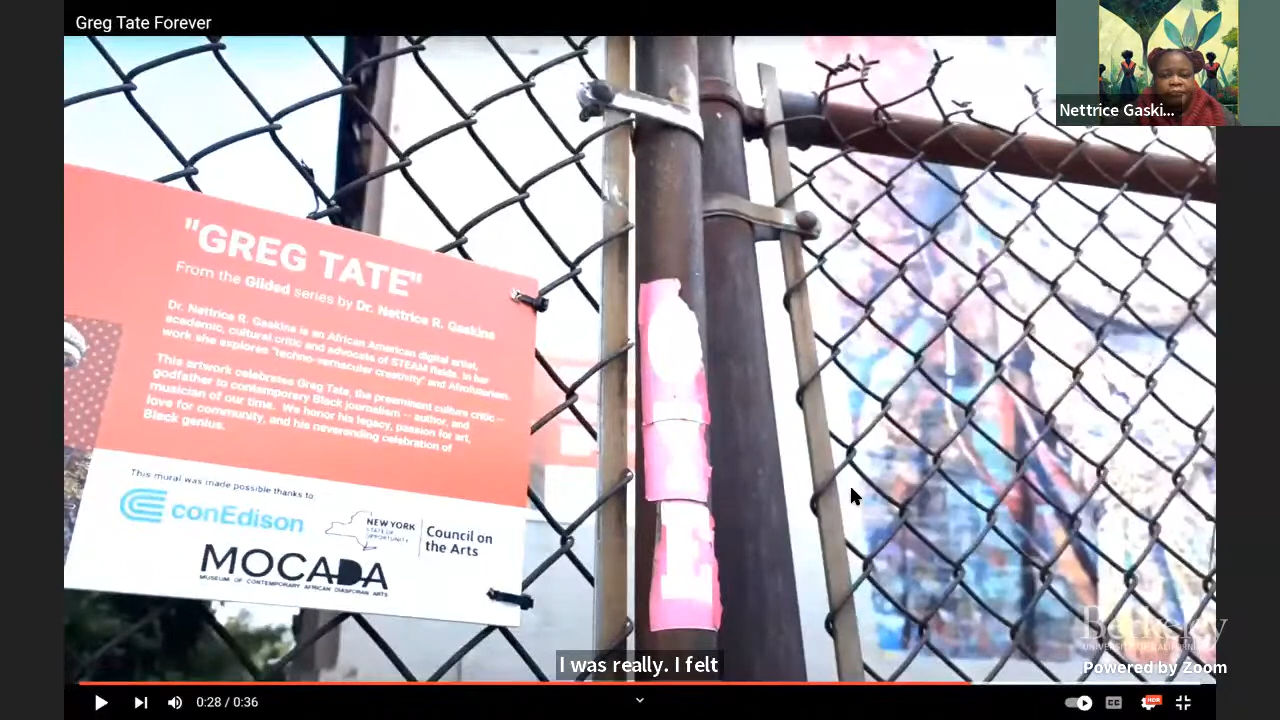 Greg Tate Forever
Nettrice Gaski...
"GREG TATE"
From the Gilded series by Dr. Nettrice R. Gaskins
Dr. Nettrice R. Gaskins is an African American digital artist,
academic, cultural critic and advocate of STEAM fields. In her
work she explores "techno-vernacular creativity" and Afrofuturism.
This artwork celebrates Greg Tate, the preeminent culture critic --
godfather to contemporary Black journalism -- author, and
musician of our time. We honor his legacy, passion for art,
love for community, and his neverending celebration of
Black genius.
This mural was made possible thanks to
conEdison
NEW YORK
STATE OF
OPPORTUNITY
Council on
the Arts
MOCADA
MUSEUM OF CONTEMPORARY AFRICAN DIASPORAN ARTS
Berkeley
UNIVERSITY OF CALIFORNIA
Powered by Zoom
I was really. I felt
0:28 / 0:36
CC
HDR